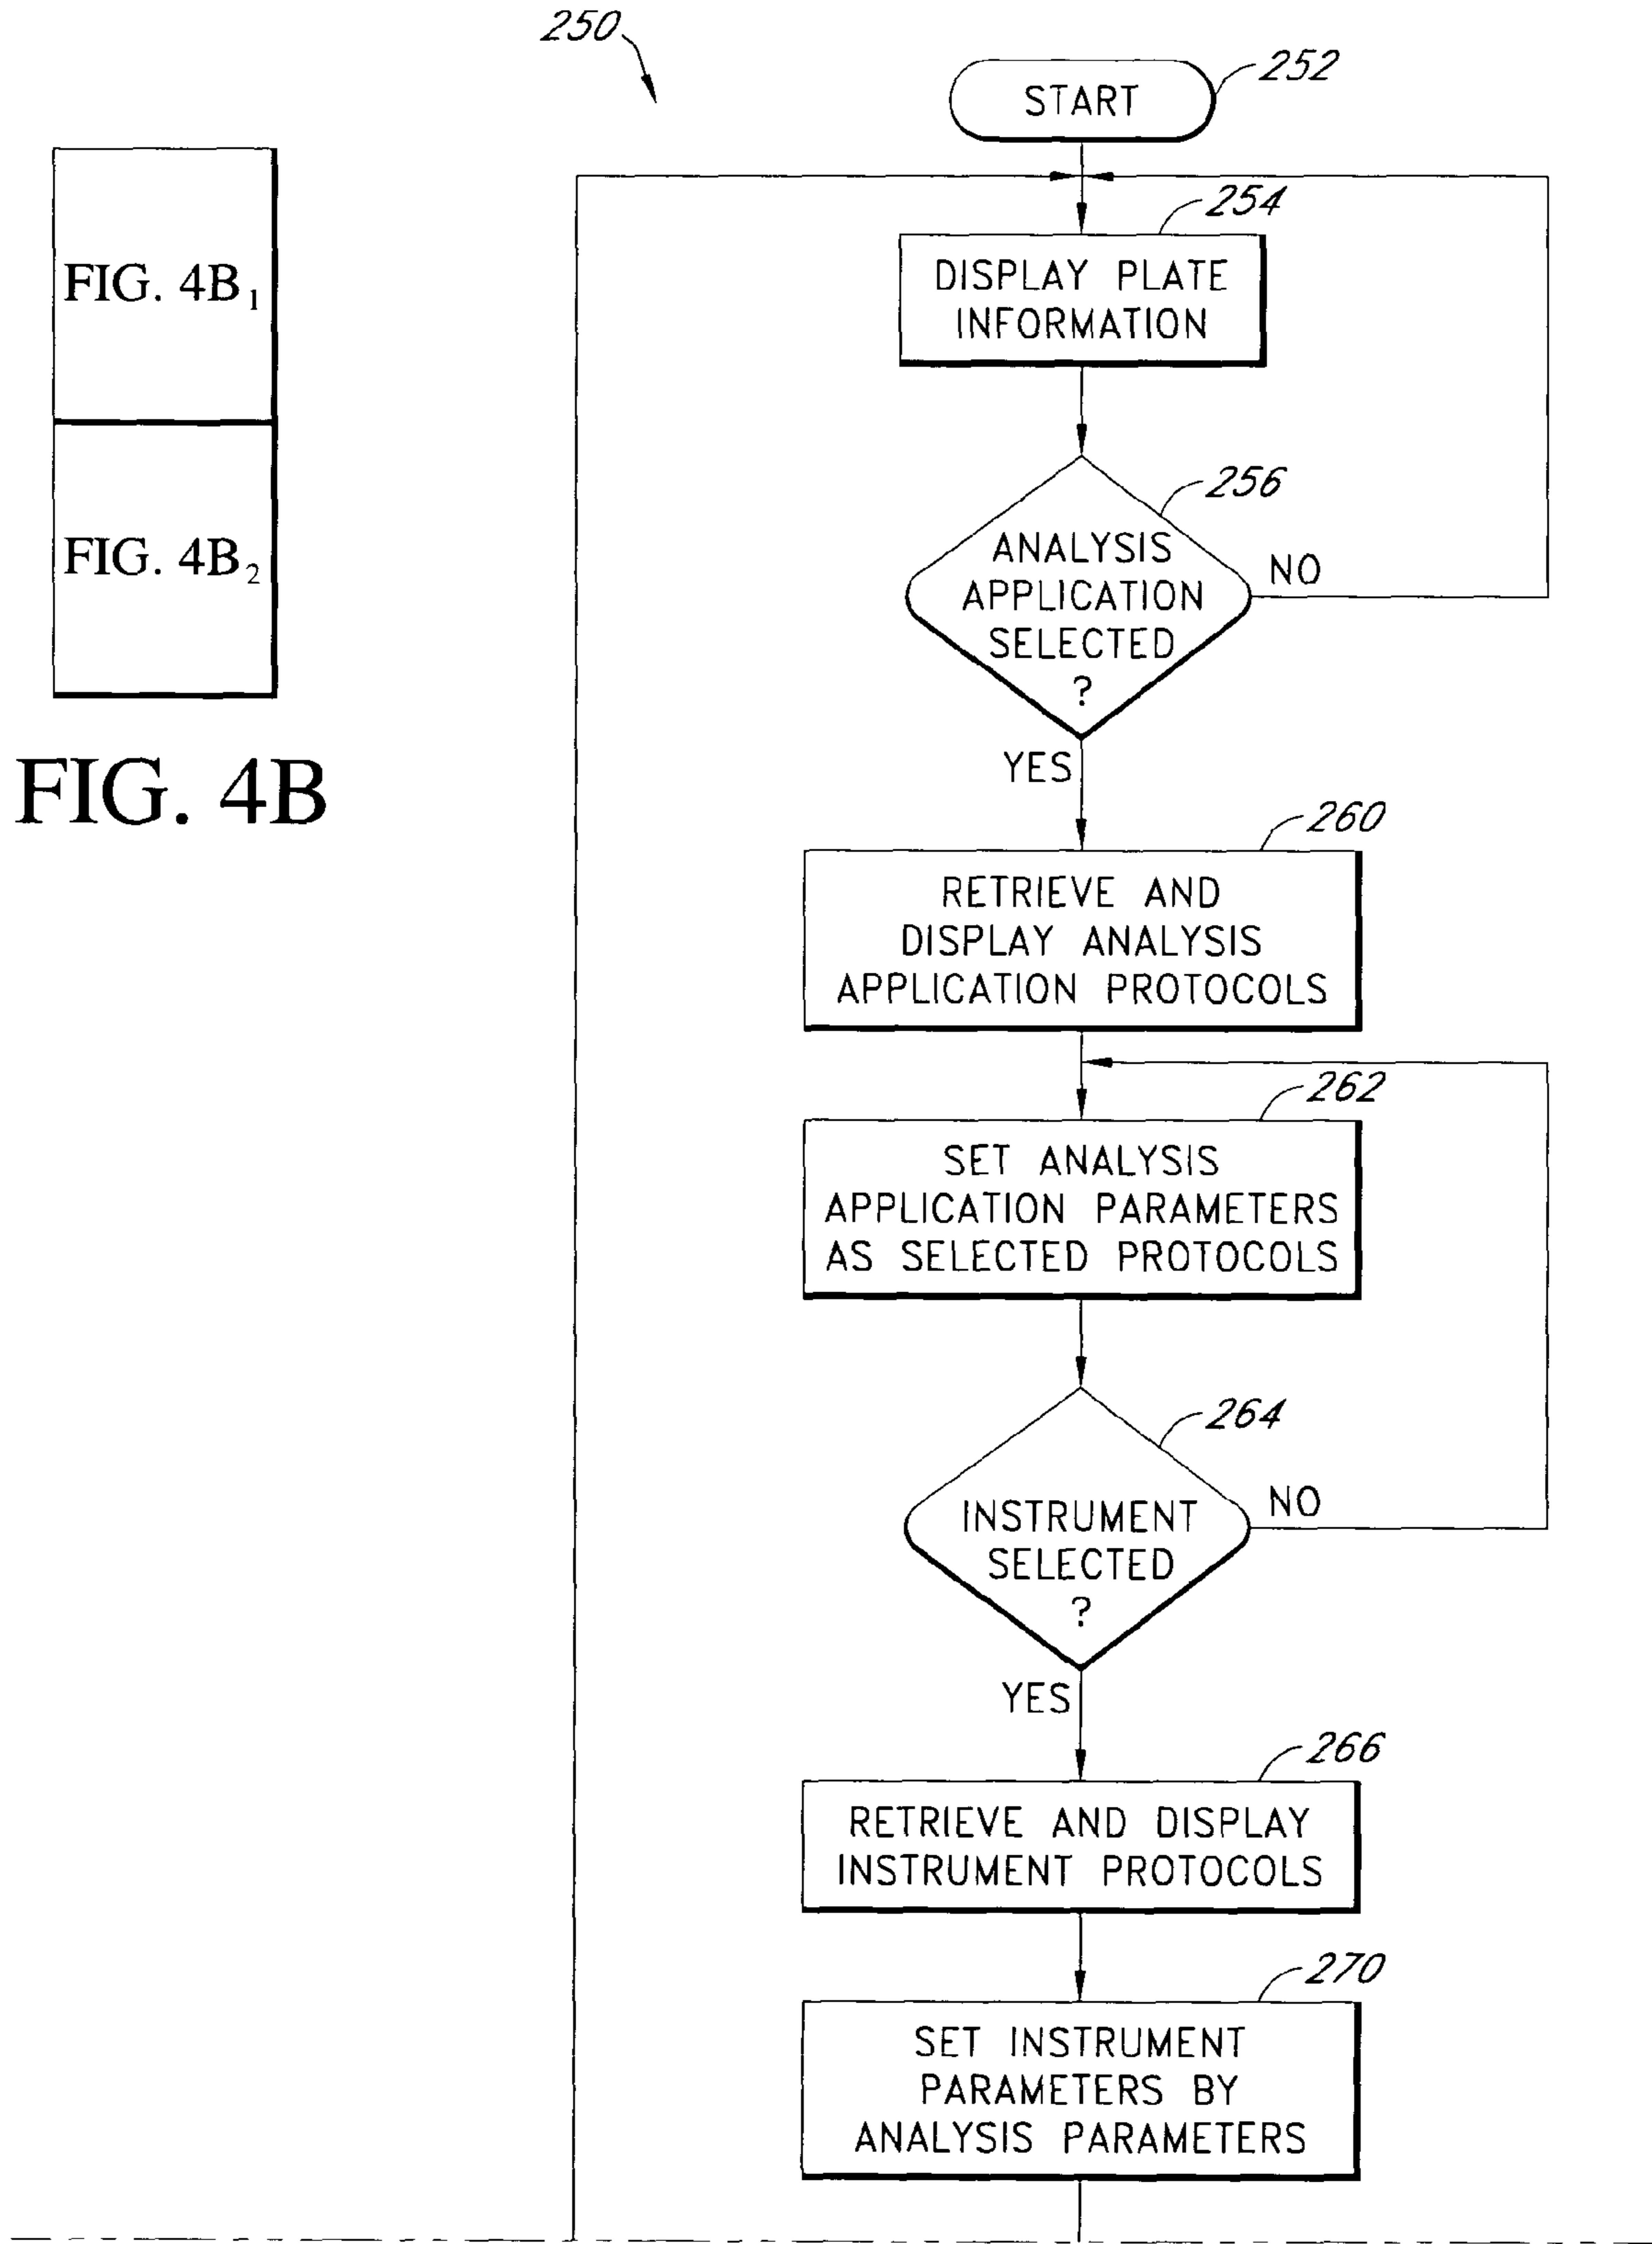 250
START
252
254
DISPLAY PLATE
INFORMATION
FIG. 4B₁
FIG. 4B₂
FIG. 4B
256
ANALYSIS
APPLICATION
SELECTED
?
NO
YES
260
RETRIEVE AND
DISPLAY ANALYSIS
APPLICATION PROTOCOLS
262
SET ANALYSIS
APPLICATION PARAMETERS
AS SELECTED PROTOCOLS
264
INSTRUMENT
SELECTED
?
NO
YES
266
RETRIEVE AND DISPLAY
INSTRUMENT PROTOCOLS
270
SET INSTRUMENT
PARAMETERS BY
ANALYSIS PARAMETERS